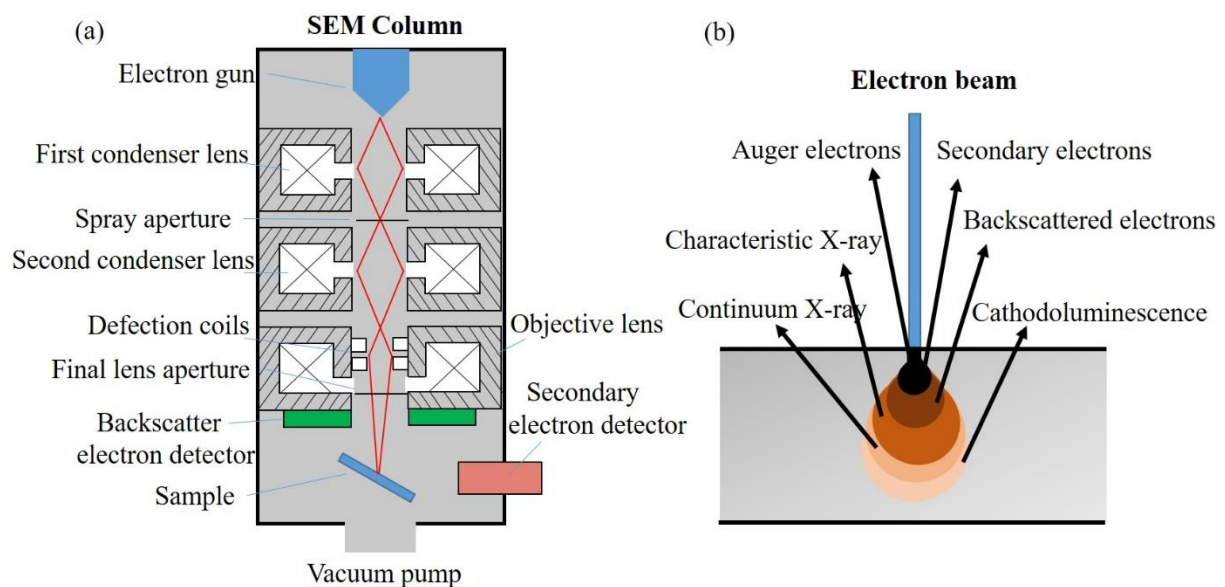 (a)
SEM Column
Electron gun
First condenser lens
Spray aperture
Second condenser lens
Defection coils
Objective lens
Final lens aperture
Backscatter
electron detector
Secondary
electron detector
Sample
Vacuum pump
(b)
Electron beam
Auger electrons
Secondary electrons
Backscattered electrons
Characteristic X-ray
Continuum X-ray
Cathodoluminescence